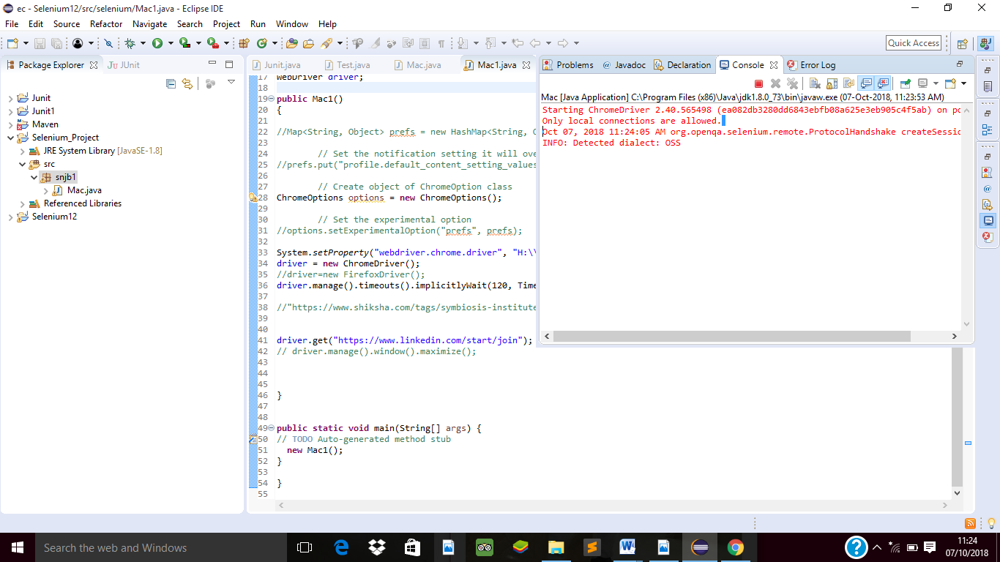 ec - Selenium12/src/selenium/Mac1.java - Eclipse IDE
File Edit Source Refactor Navigate Search Project Run Window Help
Quick Access
Package Explorer
JUnit
Junit
Junit1
Maven
Selenium_Project
JRE System Library [JavaSE-1.8]
src
snjb1
Mac.java
Referenced Libraries
Selenium12
Junit.java Test.java Mac.java Mac1.java
17 WebDriver driver;
18
19 public Mac1()
20 {
21
22 //Map<String, Object> prefs = new HashMap<String, O
23
24 // Set the notification setting it will ove
25 //prefs.put("profile.default_content_setting_values
26
27 // Create object of ChromeOption class
28 ChromeOptions options = new ChromeOptions();
29
30 // Set the experimental option
31 //options.setExperimentalOption("prefs", prefs);
32
33 System.setProperty("webdriver.chrome.driver", "H:\\
34 driver = new ChromeDriver();
35 //driver=new FirefoxDriver();
36 driver.manage().timeouts().implicitlyWait(120, Time
37
38 //"https://www.shiksha.com/tags/symbiosis-institute
39
40
41 driver.get("https://www.linkedin.com/start/join");
42 // driver.manage().window().maximize();
43
44
45
46 }
47
48
49 public static void main(String[] args) {
50 // TODO Auto-generated method stub
51 new Mac1();
52 }
53
54 }
55
Problems @ Javadoc Declaration Console Error Log
Mac [Java Application] C:\Program Files (x86)\Java\jdk1.8.0_73\bin\javaw.exe (07-Oct-2018, 11:23:53 AM)
Starting ChromeDriver 2.40.565498 (ea082db3280dd6843ebfb08a625e3eb905c4f5ab) on po
Only local connections are allowed.
Oct 07, 2018 11:24:05 AM org.openqa.selenium.remote.ProtocolHandshake createSessio
INFO: Detected dialect: OSS
Search the web and Windows
11:24
07/10/2018